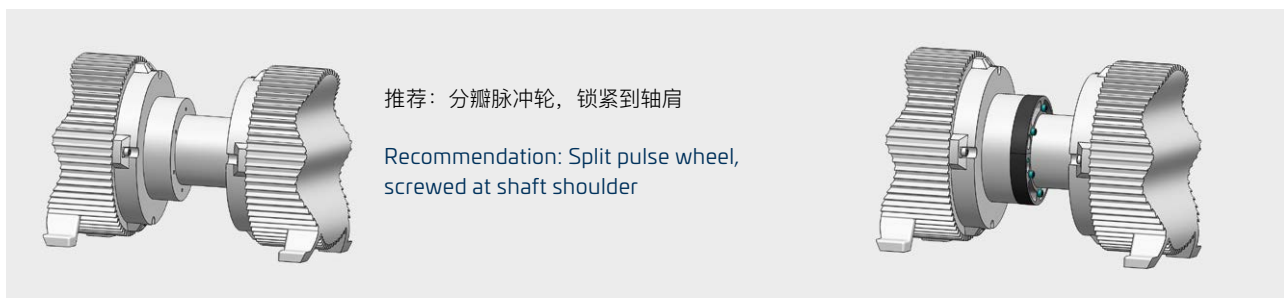 推荐：分瓣脉冲轮，锁紧到轴肩
Recommendation: Split pulse wheel,
screwed at shaft shoulder